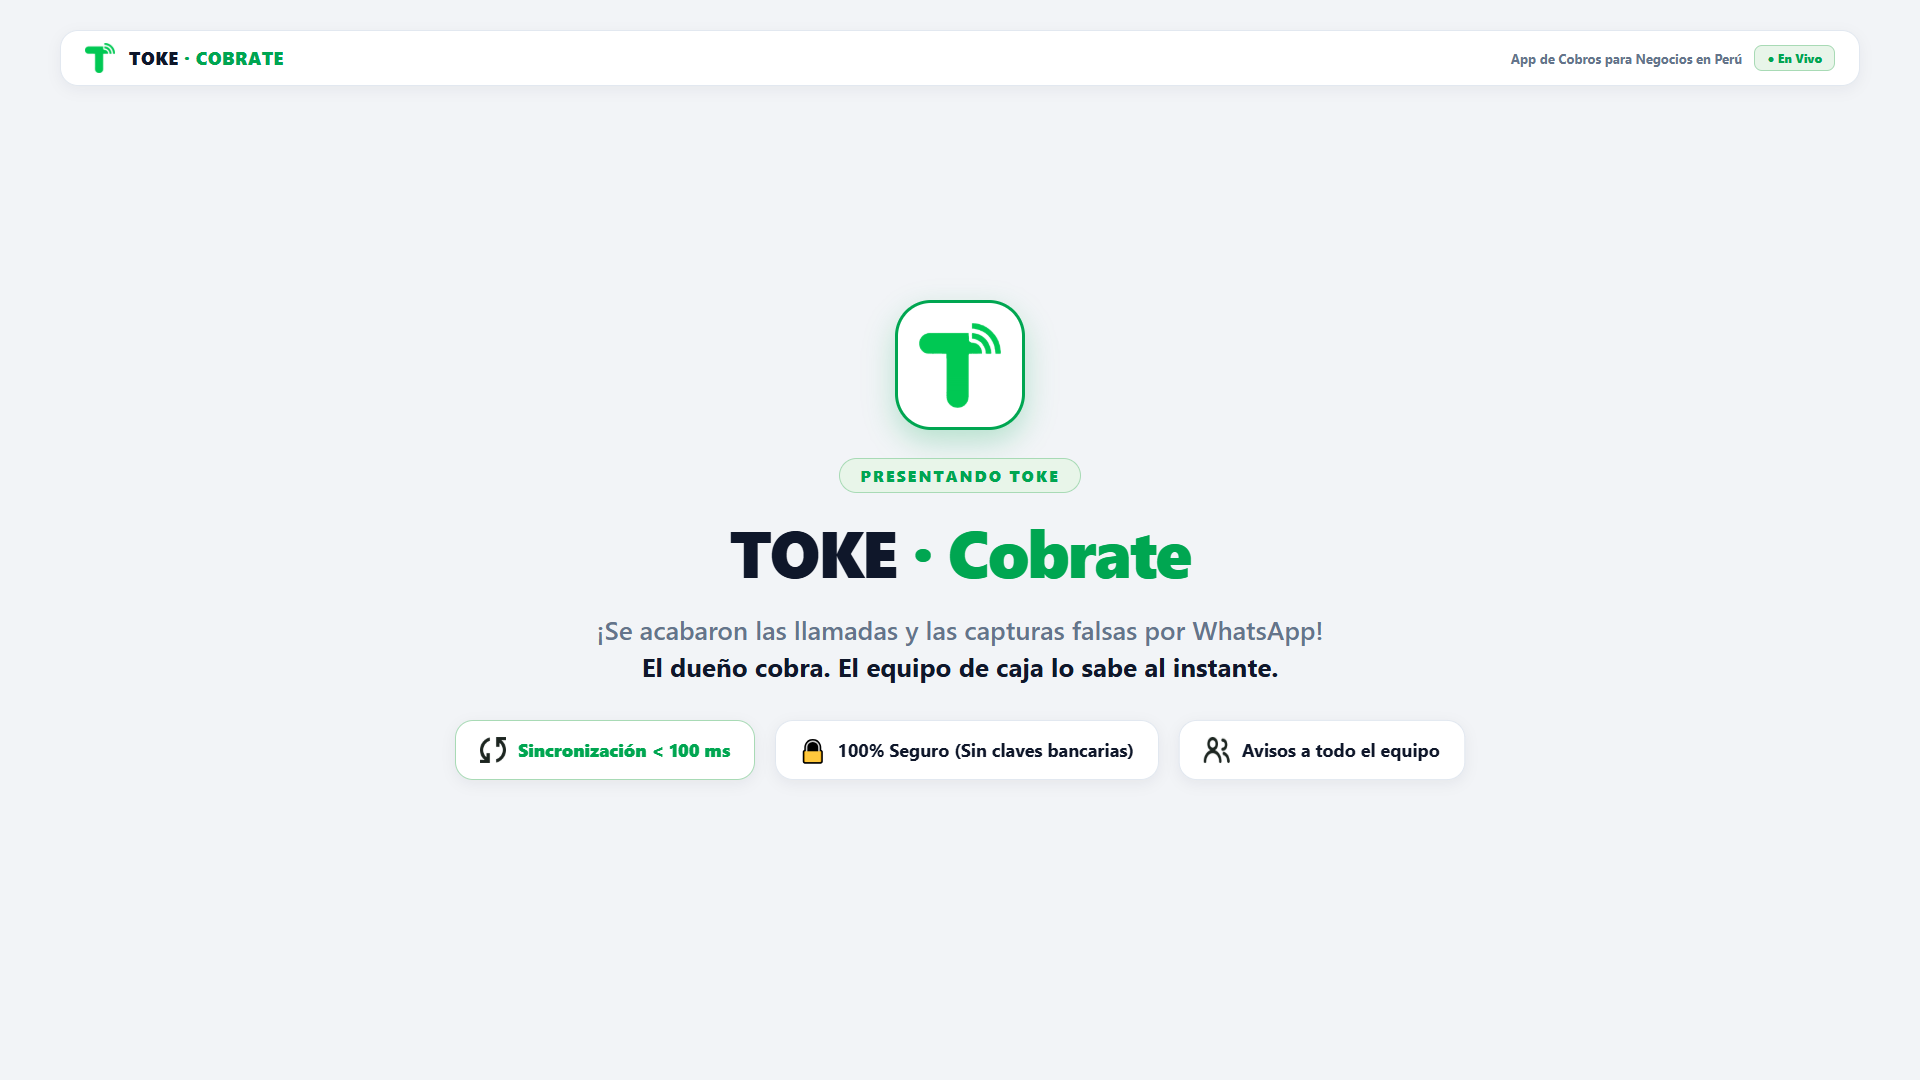 TOKE · COBRATE
App de Cobros para Negocios en Perú
• En Vivo
PRESENTANDO TOKE
TOKE · Cobrate
¡Se acabaron las llamadas y las capturas falsas por WhatsApp!
El dueño cobra. El equipo de caja lo sabe al instante.
Sincronización < 100 ms
100% Seguro (Sin claves bancarias)
Avisos a todo el equipo